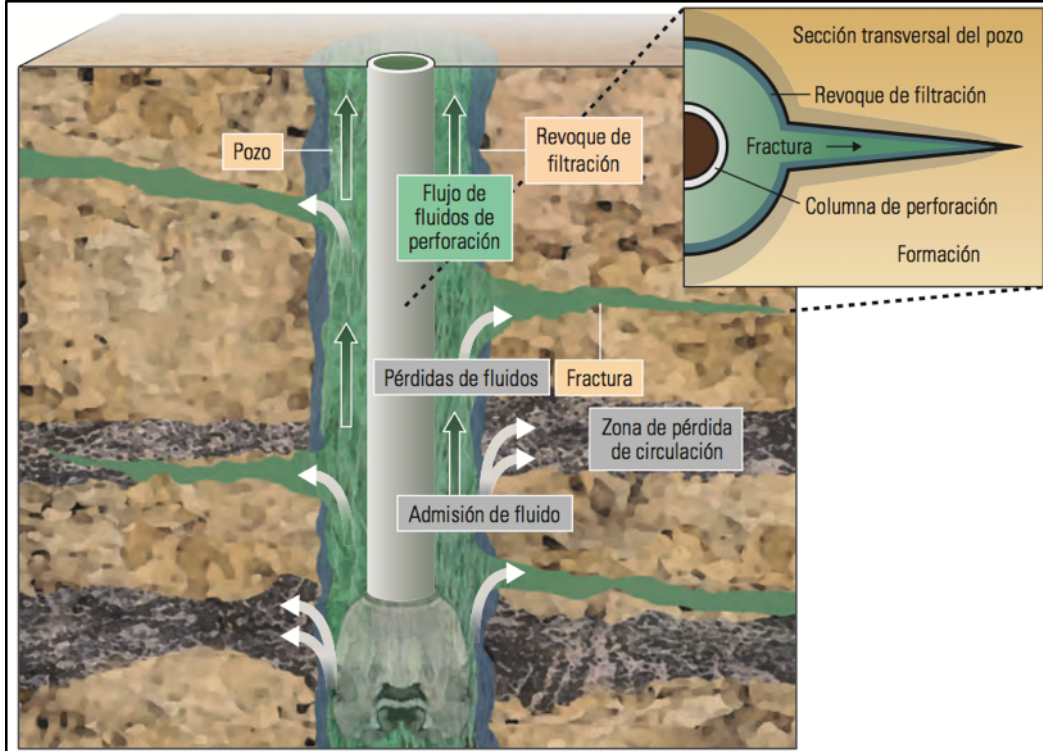 Sección transversal del pozo
Revoque de filtración
Fractura
Columna de perforación
Formación
Pozo
Revoque de
filtración
Flujo de
fluidos de
perforación
Pérdidas de fluidos
Fractura
Zona de pérdida
de circulación
Admisión de fluido